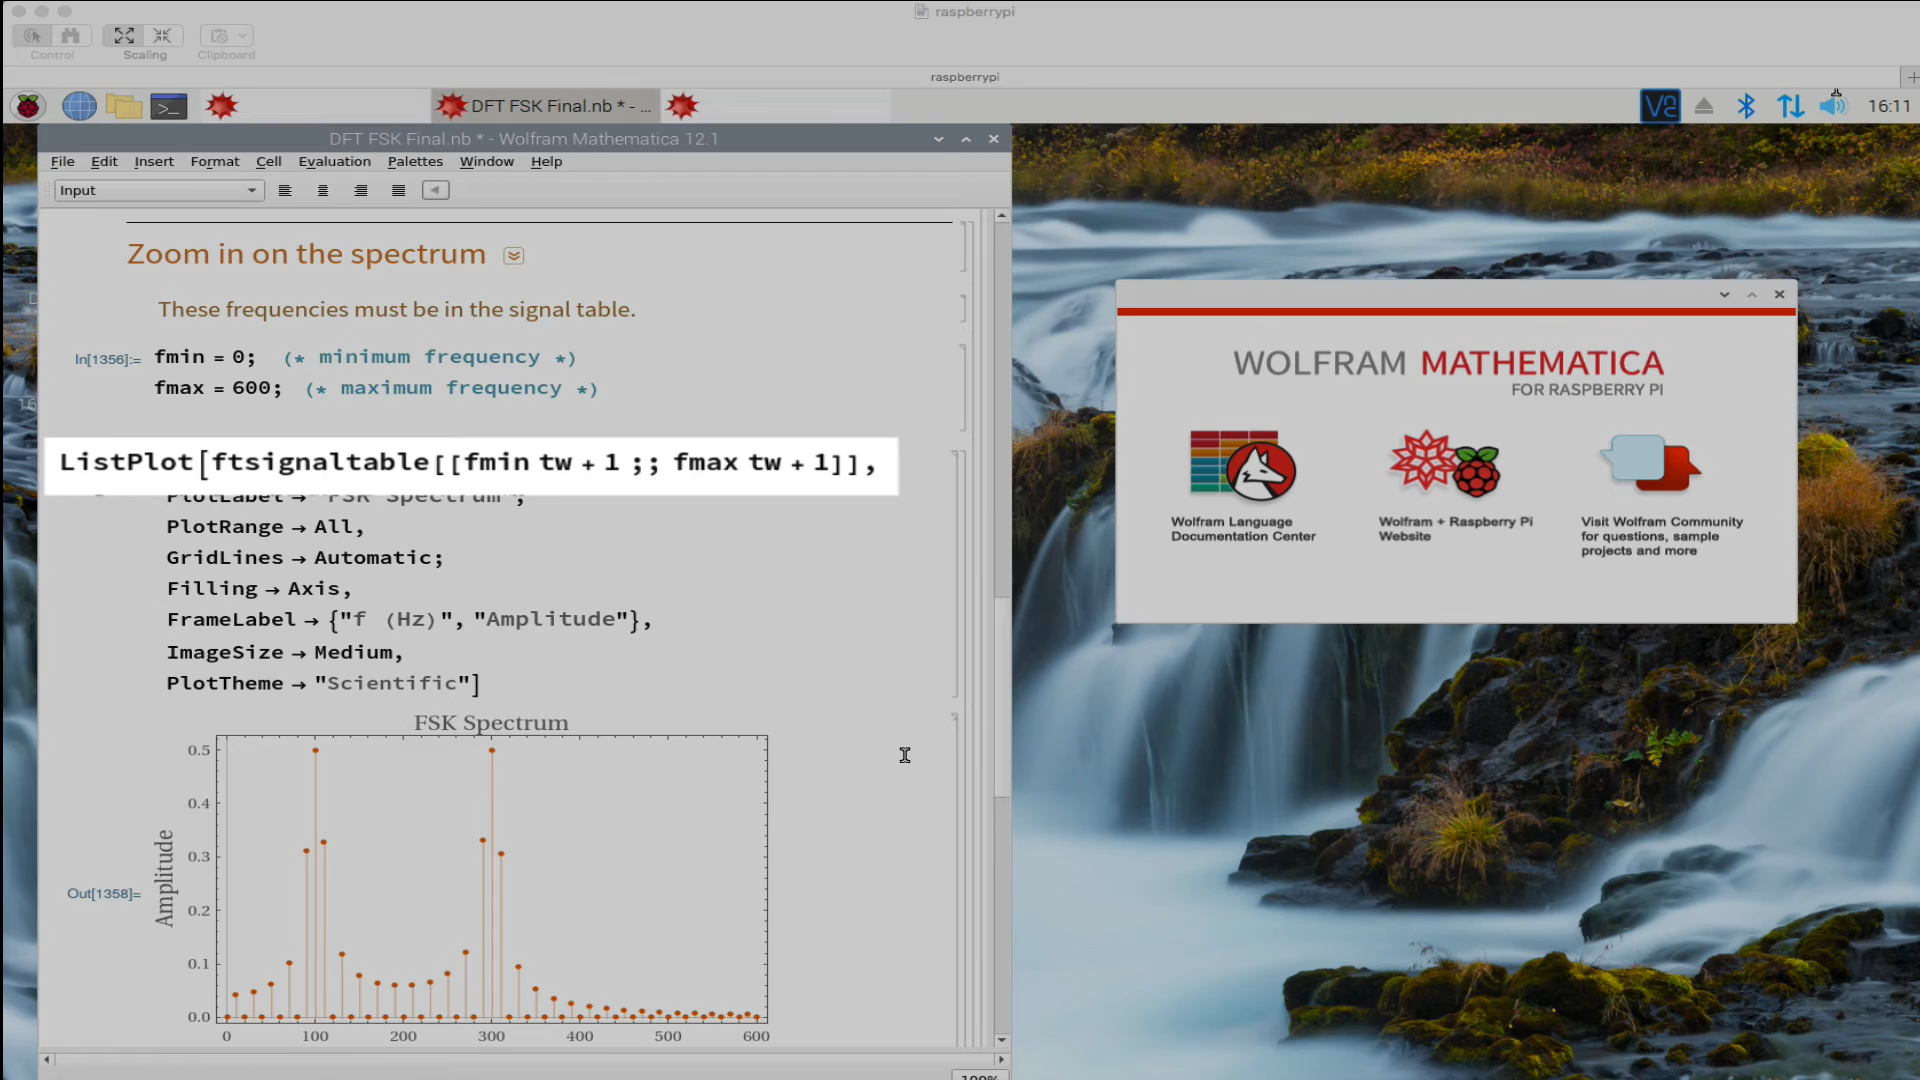 raspberrypi
Control
Scaling
Clipboard
raspberrypi
DFT FSK Final.nb * - ...
16:11
DFT FSK Final.nb * - Wolfram Mathematica 12.1
File Edit Insert Format Cell Evaluation Palettes Window Help
Input
Zoom in on the spectrum
These frequencies must be in the signal table.
In[1356]:= fmin = 0; (* minimum frequency *)
fmax = 600; (* maximum frequency *)
ListPlot[ftsignaltable[[fmin tw + 1 ;; fmax tw + 1]],
PlotLabel → "FSK Spectrum",
PlotRange → All,
GridLines → Automatic;
Filling → Axis,
FrameLabel → {"f (Hz)", "Amplitude"},
ImageSize → Medium,
PlotTheme → "Scientific"]
FSK Spectrum
Out[1358]=
Amplitude
0.5
0.4
0.3
0.2
0.1
0.0
0 100 200 300 400 500 600
100%
WOLFRAM MATHEMATICA
FOR RASPBERRY PI
Wolfram Language
Documentation Center
Wolfram + Raspberry Pi
Website
Visit Wolfram Community
for questions, sample
projects and more